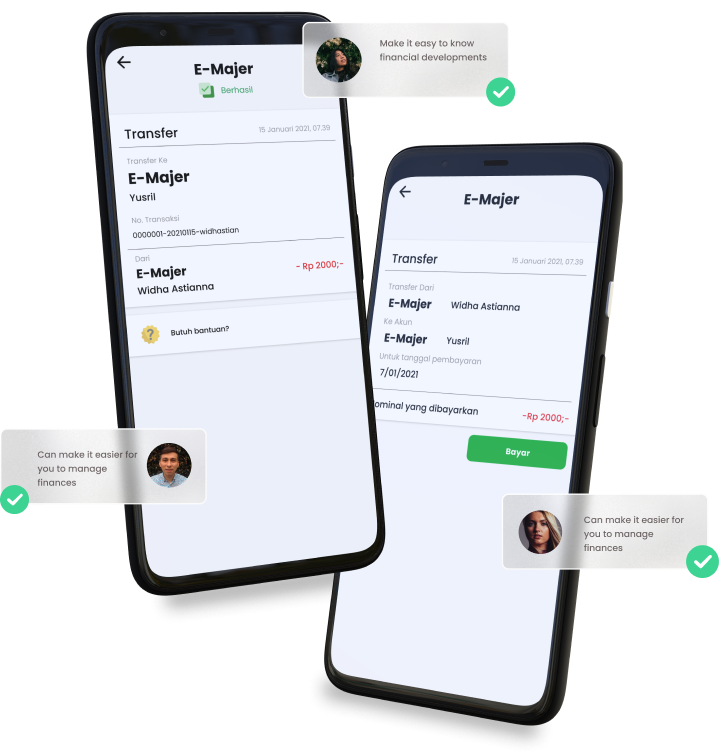 E-Majer
Berhasil
Transfer
15 Januari 2021, 07.39
Transfer Ke
E-Majer
Yusril
No. Transaksi
0000001-20210115-widhastian
Dari
E-Majer
- Rp 2000;-
Widha Astianna
?
Butuh bantuan?
Make it easy to know
financial developments
E-Majer
Transfer
15 Januari 2021, 07.39
Transfer Dari
E-Majer Widha Astianna
Ke Akun
E-Majer Yusril
Untuk tanggal pembayaran
7/01/2021
ominal yang dibayarkan
-Rp 2000;-
Bayar
Can make it easier for
you to manage
finances
Can make it easier for
you to manage
finances